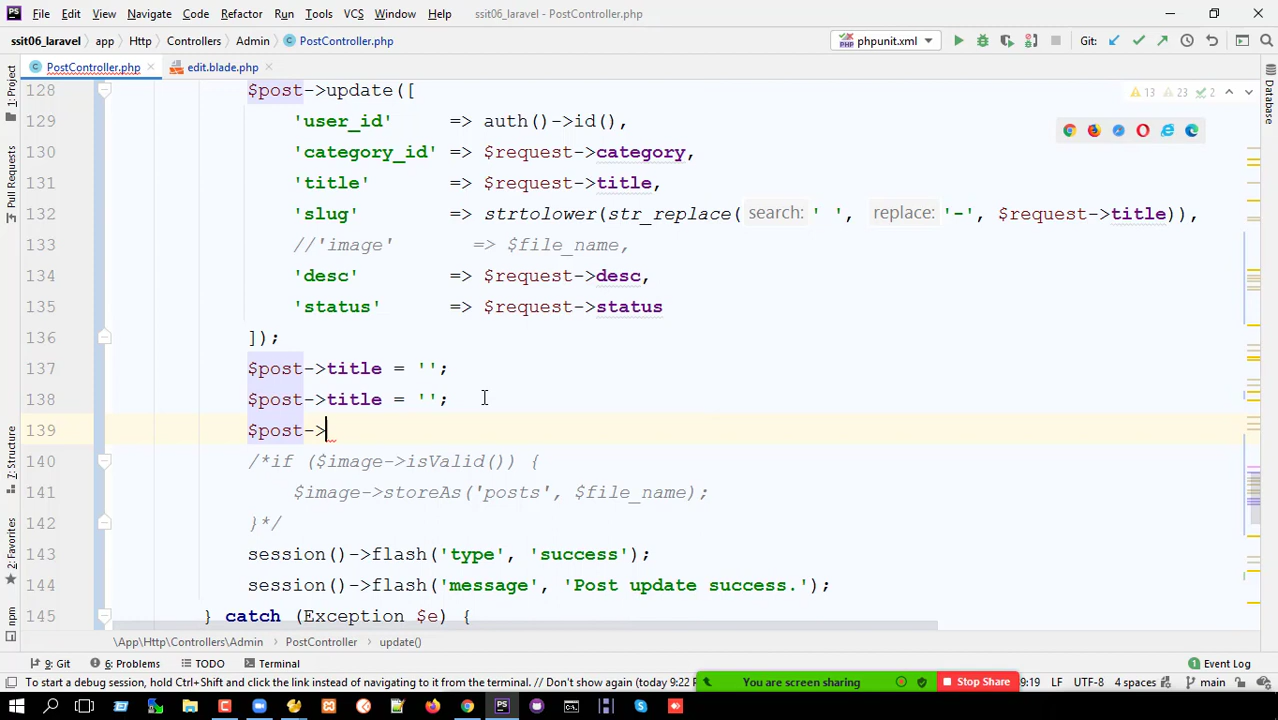 File Edit View Navigate Code Refactor Run Tools VCS Window Help ssit06_laravel - PostController.php
ssit06_laravel app Http Controllers Admin PostController.php phpunit.xml Git:
PostController.php edit.blade.php
1: Project
Pull Requests
7: Structure
2: Favorites
npm
Database
13 23 2
128 $post->update([
129 'user_id' => auth()->id(),
130 'category_id' => $request->category,
131 'title' => $request->title,
132 'slug' => strtolower(str_replace( search: ' ', replace: '-', $request->title)),
133 //'image' => $file_name,
134 'desc' => $request->desc,
135 'status' => $request->status
136 ]);
137 $post->title = '';
138 $post->title = '';
139 $post->
140 /*if ($image->isValid()) {
141 $image->storeAs('posts', $file_name);
142 }*/
143 session()->flash('type', 'success');
144 session()->flash('message', 'Post update success.');
145 } catch (Exception $e) {
\App\Http\Controllers\Admin PostController update()
9: Git 6: Problems TODO Terminal Event Log
To start a debug session, hold Ctrl+Shift and click the link instead of navigating to it from the terminal. // Don't show again (today 9:22 You are screen sharing Stop Share 9:19 LF UTF-8 4 spaces main